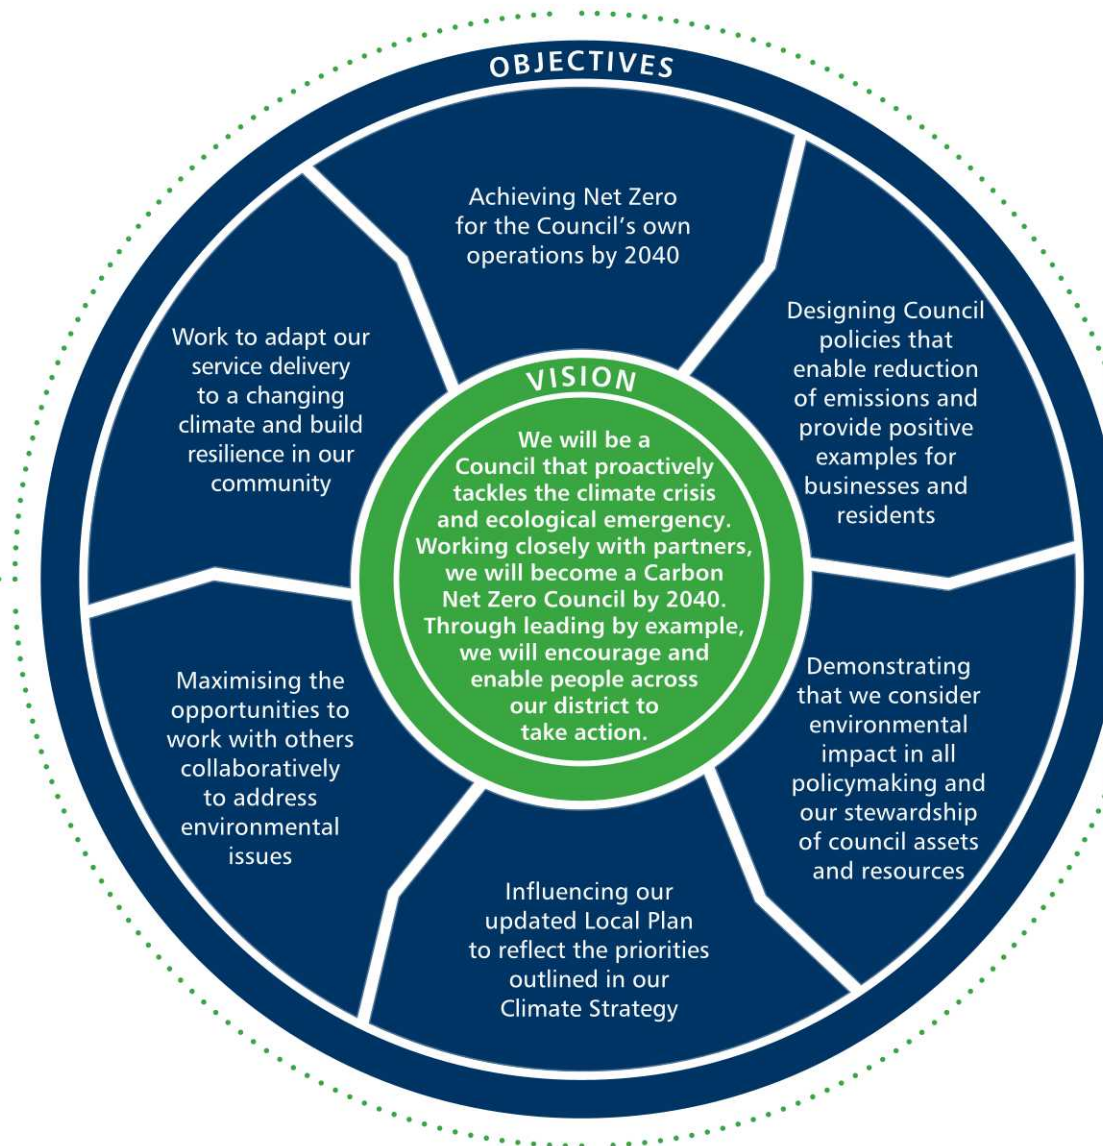 OBJECTIVES
Achieving Net Zero
for the Council’s own
operations by 2040
Designing Council
policies that
enable reduction
of emissions and
provide positive
examples for
businesses and
residents
Demonstrating
that we consider
environmental
impact in all
policymaking and
our stewardship
of council assets
and resources
Influencing our
updated Local Plan
to reflect the priorities
outlined in our
Climate Strategy
Maximising the
opportunities to
work with others
collaboratively
to address
environmental
issues
Work to adapt our
service delivery
to a changing
climate and build
resilience in our
community
VISION
We will be a
Council that proactively
tackles the climate crisis
and ecological emergency.
Working closely with partners,
we will become a Carbon
Net Zero Council by 2040.
Through leading by example,
we will encourage and
enable people across
our district to
take action.